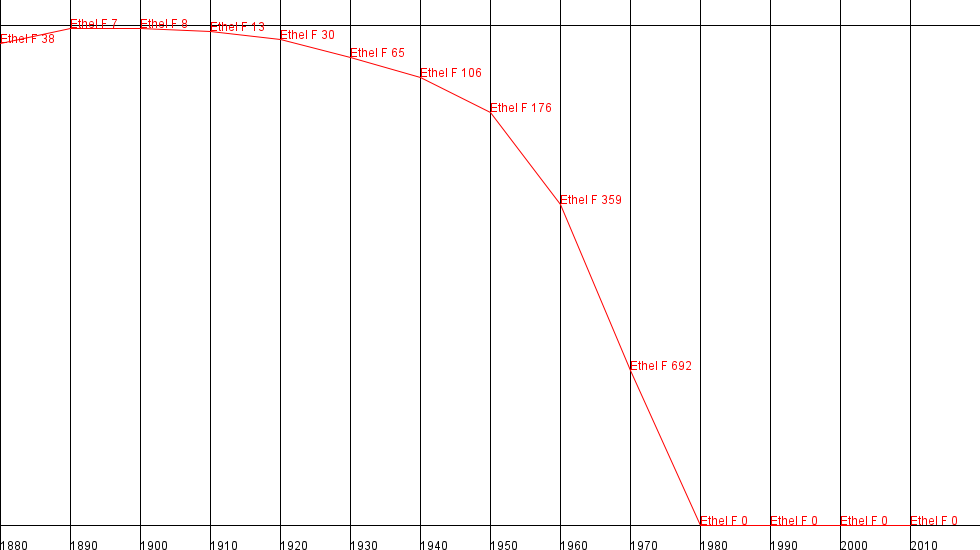 Ethel F 38
Ethel F 7
Ethel F 8
Ethel F 13
Ethel F 30
Ethel F 65
Ethel F 106
Ethel F 176
Ethel F 359
Ethel F 692
Ethel F 0
Ethel F 0
Ethel F 0
Ethel F 0
1880 1890 1900 1910 1920 1930 1940 1950 1960 1970 1980 1990 2000 2010